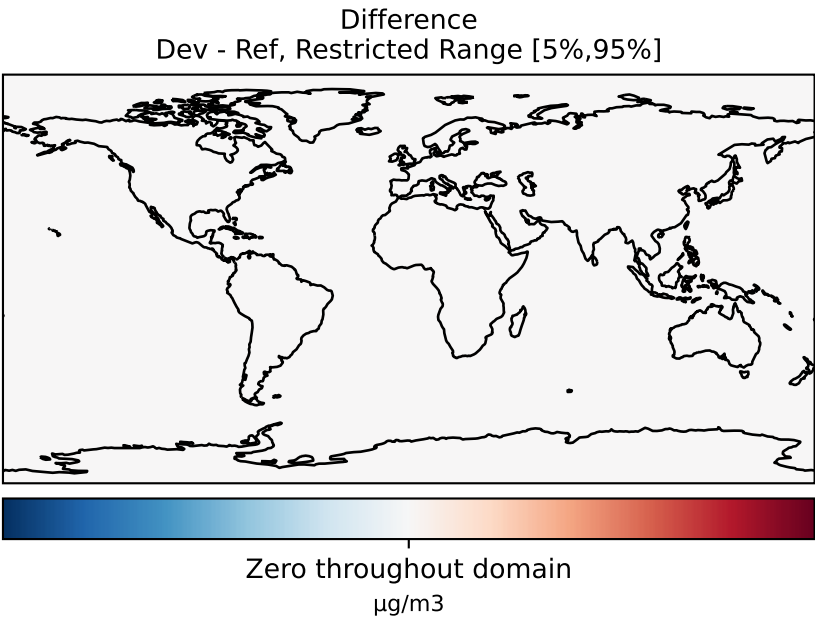 Difference
Dev - Ref, Restricted Range [5%,95%]
Zero throughout domain
μg/m3